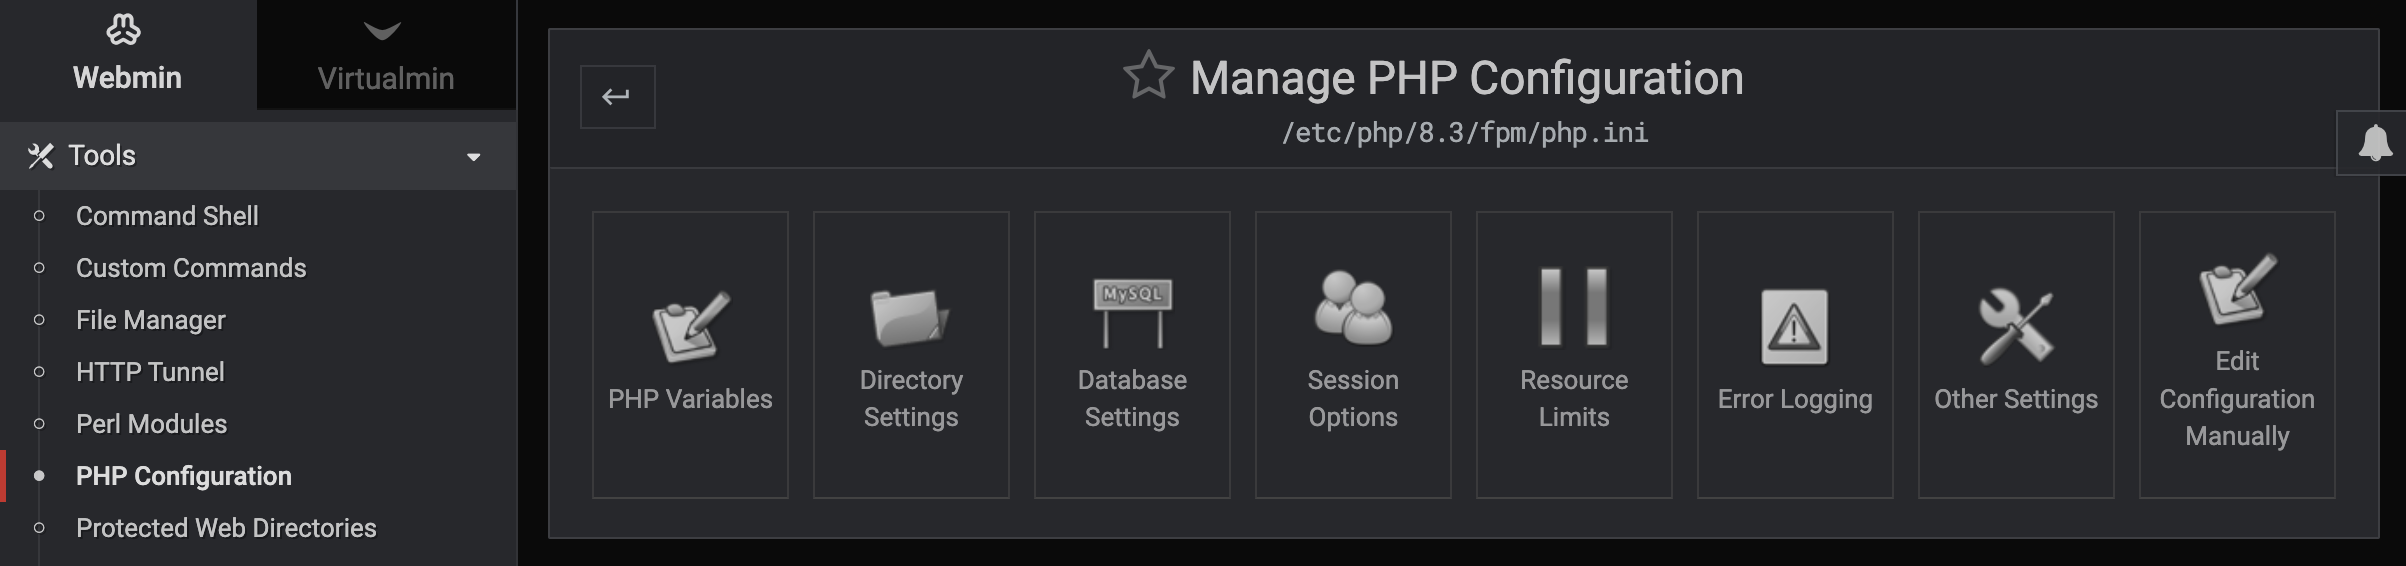 Webmin
Virtualmin
Tools
Command Shell
Custom Commands
File Manager
HTTP Tunnel
Perl Modules
PHP Configuration
Protected Web Directories
Manage PHP Configuration
/etc/php/8.3/fpm/php.ini
PHP Variables
Directory
Settings
MySQL
Database
Settings
Session
Options
Resource
Limits
Error Logging
Other Settings
Edit
Configuration
Manually